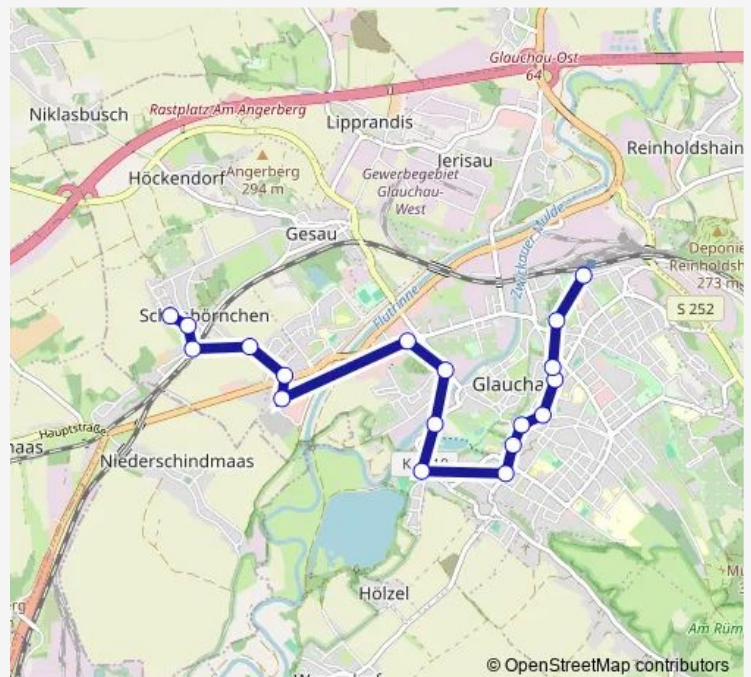 Glauchau-Ost
64
Niklasbusch
Rastplatz Am Angerberg
Lipprandis
Jerisau
Reinholdshain
Höckendorf
Angerberg
294 m
Gewerbegebiet
Glauchau-
West
Gesau
Zwickauer Mulde
Deponie
Reinholdsh
273 m
S 252
Flutrinne
Glaucha
Hauptstraße
Niederschindmaas
Hölzel
Am Rüm
© OpenStreetMap contributors